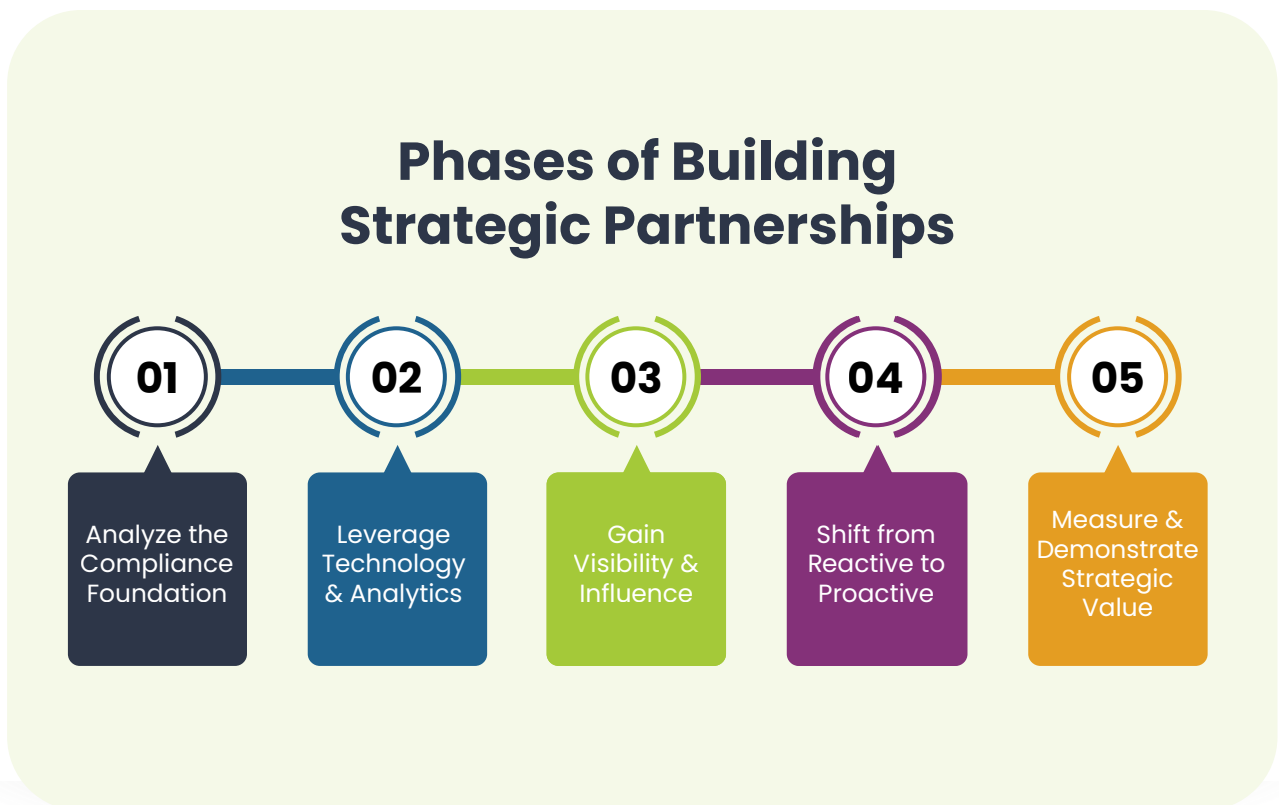 Phases of Building
Strategic Partnerships
01
02
03
04
05
Analyze the
Compliance
Foundation
Leverage
Technology
& Analytics
Gain
Visibility &
Influence
Shift from
Reactive to
Proactive
Measure &
Demonstrate
Strategic
Value